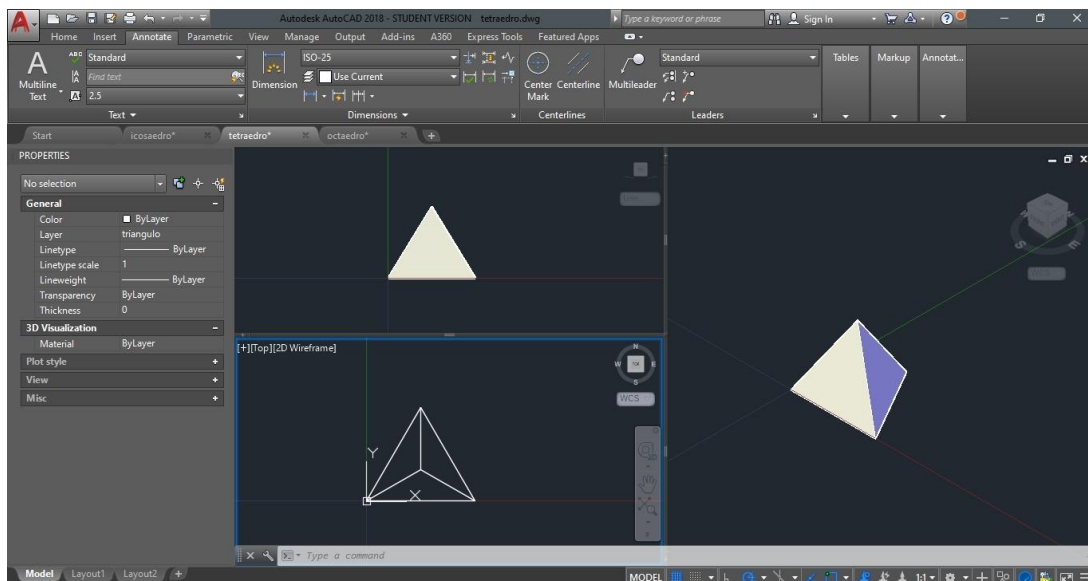 Autodesk AutoCAD 2018 - STUDENT VERSION tetraedro.dwg
Type a keyword or phrase
Sign In
Home Insert Annotate Parametric View Manage Output Add-ins A360 Express Tools Featured Apps
A Multiline Text
ABC Standard
Find text
2.5
Text
Dimension
ISO-25
Use Current
Dimensions
Center Mark
Centerline
Centerlines
Multileader
Standard
Leaders
Tables
Markup
Annotat...
Start icosaedro* tetraedro* octaedro*
PROPERTIES
No selection
General
Color ByLayer
Layer triangulo
Linetype ByLayer
Linetype scale 1
Lineweight ByLayer
Transparency ByLayer
Thickness 0
3D Visualization
Material ByLayer
Plot style
View
Misc
[+][Top][2D Wireframe]
N
W E
S
WCS
Y
X
S
E
Type a command
Model Layout1 Layout2
MODEL
1:1